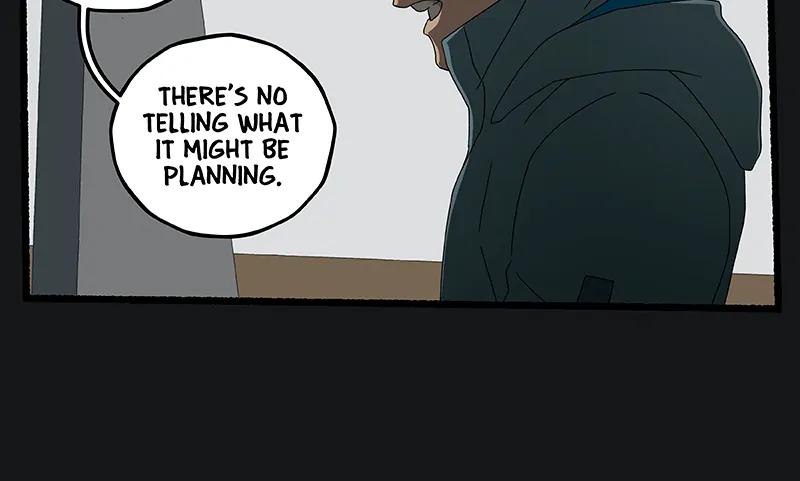 THERE'S NO
TELLING WHAT
IT MIGHT BE
PLANNING.